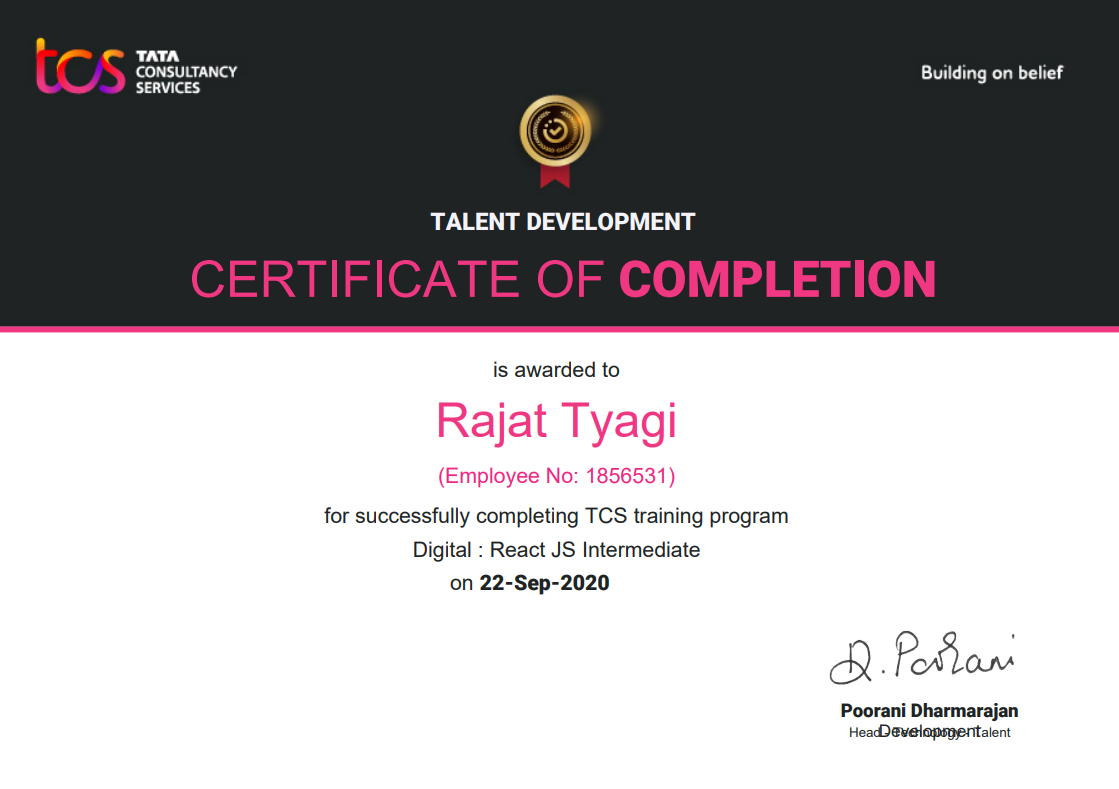 tcs TATA
CONSULTANCY
SERVICES
Building on belief
TALENT DEVELOPMENT
CERTIFICATE OF COMPLETION
is awarded to
Rajat Tyagi
(Employee No: 1856531)
for successfully completing TCS training program
Digital : React JS Intermediate
on 22-Sep-2020
D. Poorani
Poorani Dharmarajan
Head - Technology - Talent
Development